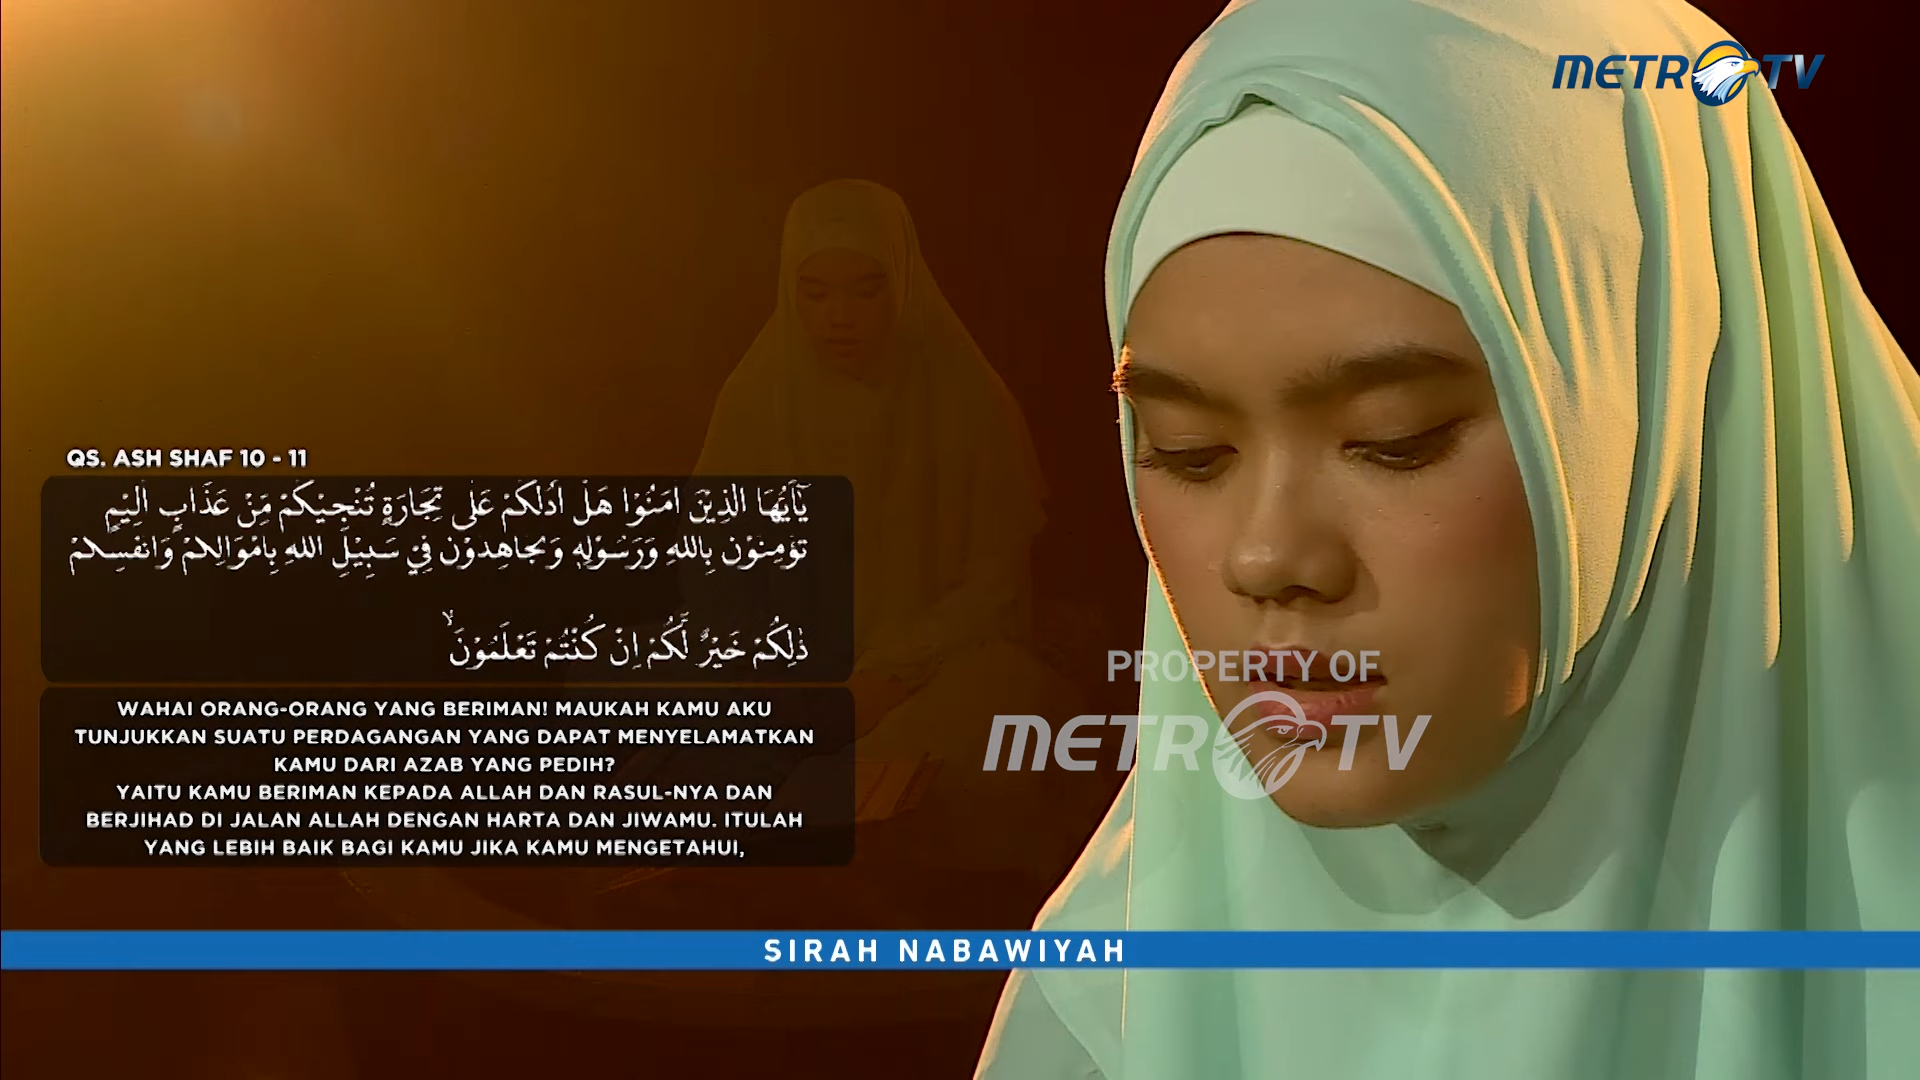 METRO TV
QS. ASH SHAF 10 - 11
يٰٓاَيُّهَا الَّذِيْنَ اٰمَنُوْا هَلْ اَدُلُّكُمْ عَلٰى تِجَارَةٍ تُنْجِيْكُمْ مِّنْ عَذَابٍ اَلِيْمٍ
تُؤْمِنُوْنَ بِاللّٰهِ وَرَسُوْلِهٖ وَتُجَاهِدُوْنَ فِيْ سَبِيْلِ اللّٰهِ بِاَمْوَالِكُمْ وَاَنْفُسِكُمْ
ذٰلِكُمْ خَيْرٌ لَّكُمْ اِنْ كُنْتُمْ تَعْلَمُوْنَۙ
WAHAI ORANG-ORANG YANG BERIMAN! MAUKAH KAMU AKU
TUNJUKKAN SUATU PERDAGANGAN YANG DAPAT MENYELAMATKAN
KAMU DARI AZAB YANG PEDIH?
YAITU KAMU BERIMAN KEPADA ALLAH DAN RASUL-NYA DAN
BERJIHAD DI JALAN ALLAH DENGAN HARTA DAN JIWAMU. ITULAH
YANG LEBIH BAIK BAGI KAMU JIKA KAMU MENGETAHUI,
PROPERTY OF
METRO TV
SIRAH NABAWIYAH